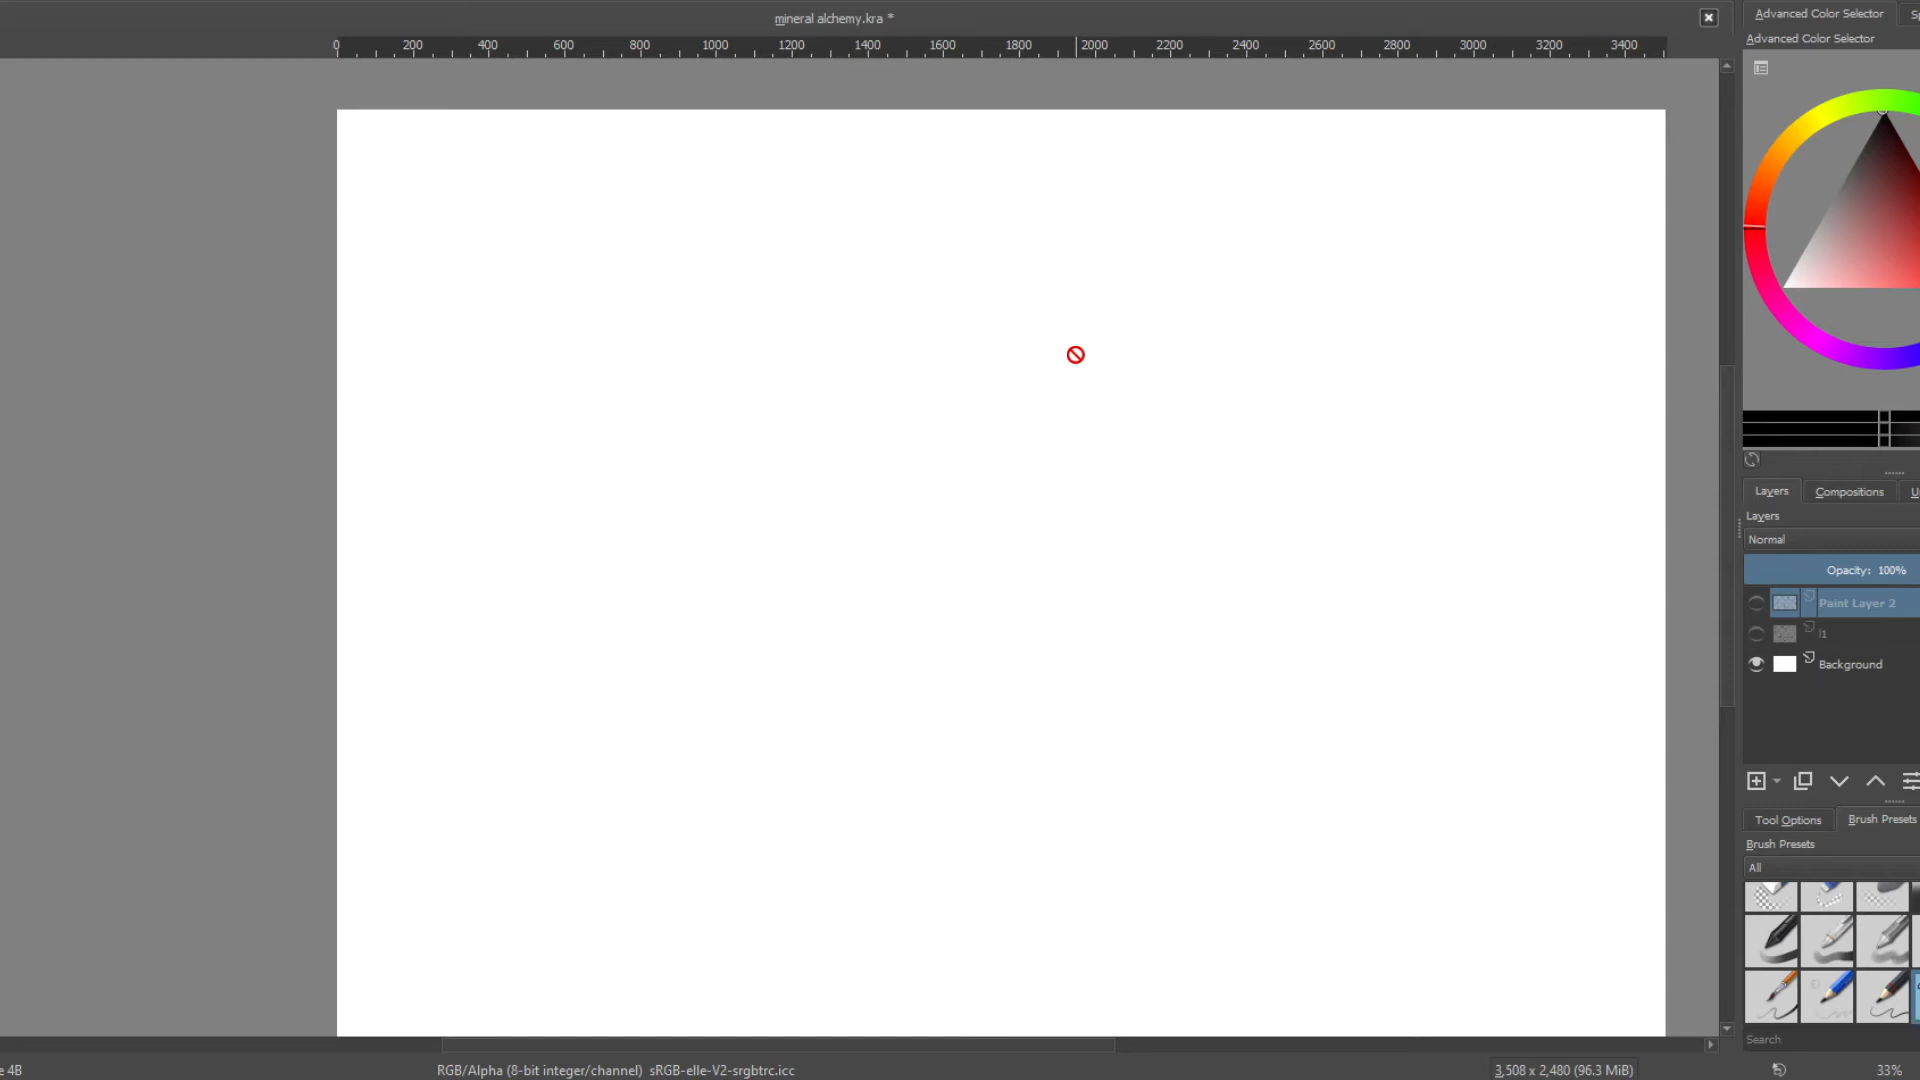 mineral alchemy.kra *
Advanced Color Selector
0 200 400 600 800 1000 1200 1400 1600 1800 2000 2200 2400 2600 2800 3000 3200 3400
Advanced Color Selector
Layers Compositions
Layers
Normal
Opacity: 100%
Paint Layer 2
l1
Background
Tool Options Brush Presets
Brush Presets
All
Search
e 4B RGB/Alpha (8-bit integer/channel) sRGB-elle-V2-srgbtrc.icc 3,508 x 2,480 (96.3 MiB) 33%